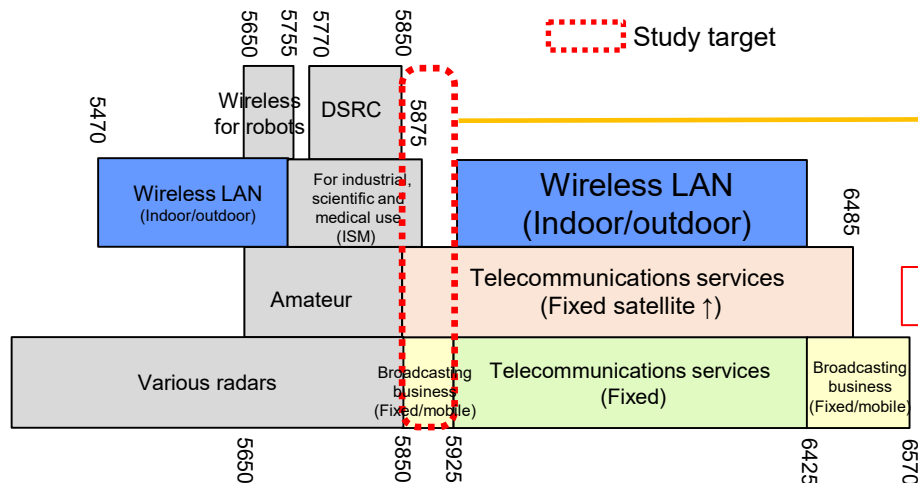 5650
5755
5770
5850
Study target
5470
Wireless
for robots
DSRC
5875
Wireless LAN
(Indoor/outdoor)
For industrial,
scientific and
medical use
(ISM)
Wireless LAN
(Indoor/outdoor)
6485
Amateur
Telecommunications services
(Fixed satellite ↑)
Various radars
Broadcasting
business
(Fixed/mobile)
Telecommunications services
(Fixed)
Broadcasting
business
(Fixed/mobile)
5650
5850
5925
6425
6570